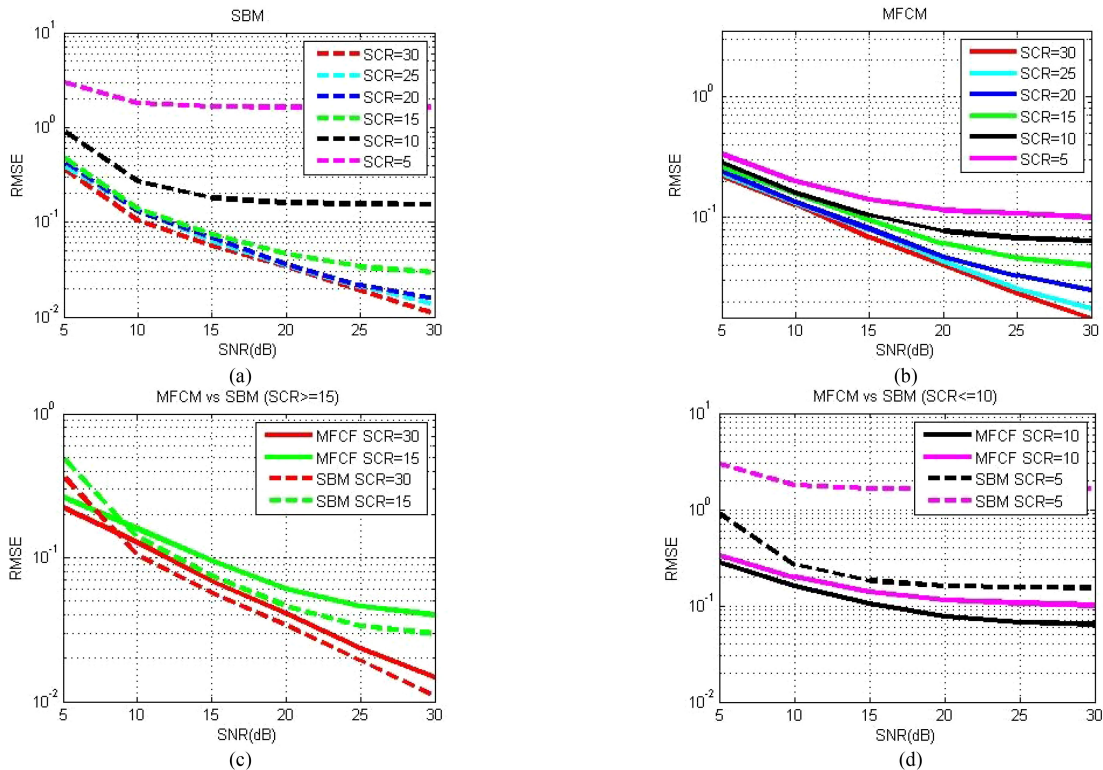 SBM
10^1
10^0
10^-1
10^-2
RMSE
SCR=30
SCR=25
SCR=20
SCR=15
SCR=10
SCR=5
5 10 15 20 25 30
SNR(dB)
(a)
MFCM
10^0
10^-1
RMSE
SCR=30
SCR=25
SCR=20
SCR=15
SCR=10
SCR=5
5 10 15 20 25 30
SNR(dB)
(b)
MFCM vs SBM (SCR>=15)
10^0
10^-1
10^-2
RMSE
MFCF SCR=30
MFCF SCR=15
SBM SCR=30
SBM SCR=15
5 10 15 20 25 30
SNR(dB)
(c)
MFCM vs SBM (SCR<=10)
10^1
10^0
10^-1
10^-2
RMSE
MFCF SCR=10
MFCF SCR=10
SBM SCR=5
SBM SCR=5
5 10 15 20 25 30
SNR(dB)
(d)